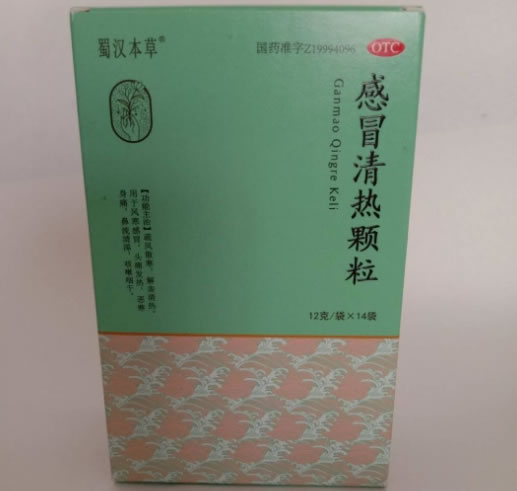 蜀汉本草®
国药准字Z19994096
OTC
感冒清热颗粒
Ganmao Qingre Keli
【功能主治】疏风散寒，解表清热。
用于风寒感冒，头痛发热，恶寒
身痛，鼻流清涕，咳嗽咽干。
12克/袋×14袋